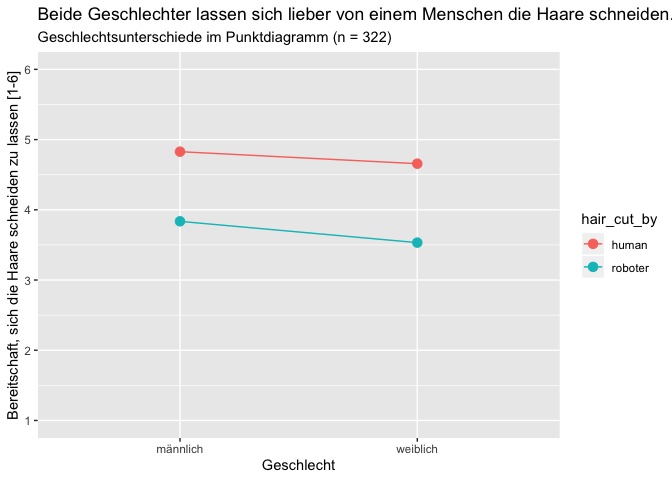 Beide Geschlechter lassen sich lieber von einem Menschen die Haare schneiden.
Geschlechtsunterschiede im Punktdiagramm (n = 322)
Bereitschaft, sich die Haare schneiden zu lassen [1-6]
6
5
4
3
2
1
männlich
weiblich
Geschlecht
hair_cut_by
human
roboter